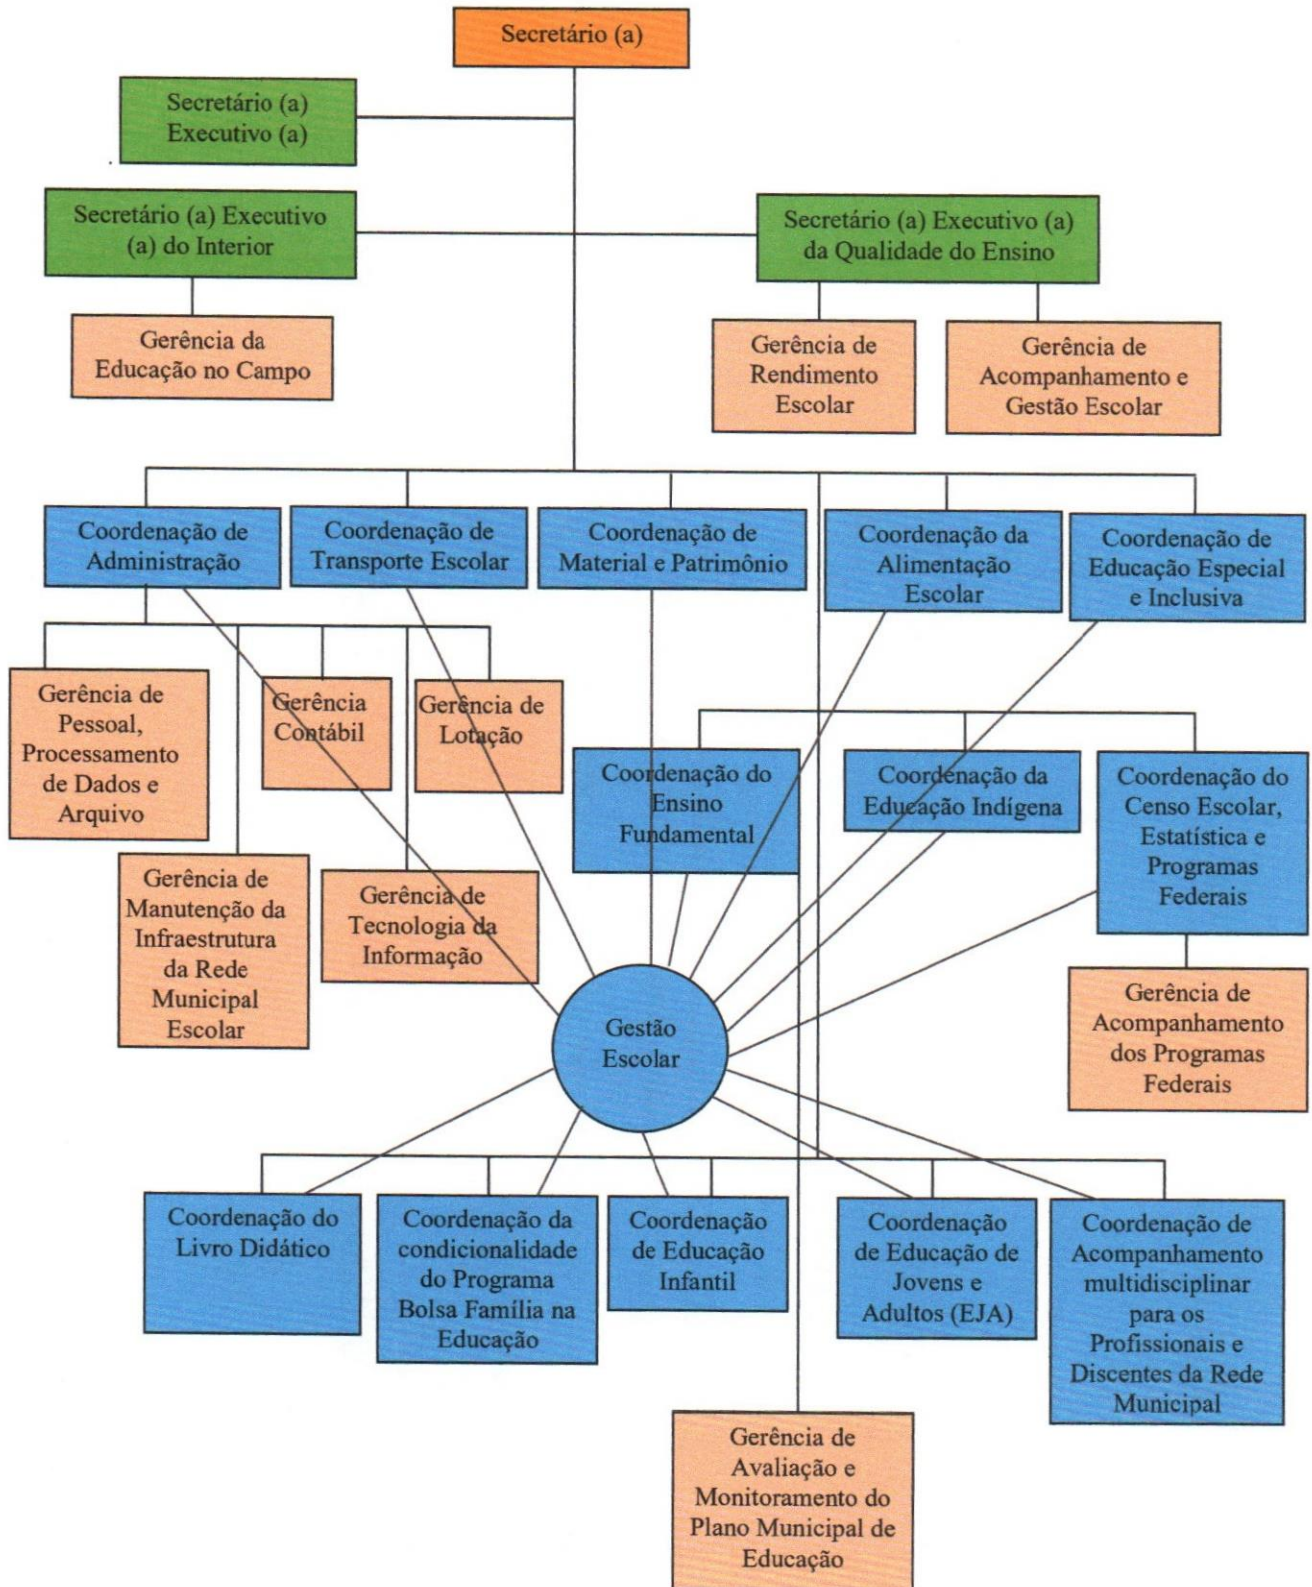 Secretário (a)
Secretário (a)
Executivo (a)
Secretário (a) Executivo
(a) do Interior
Secretário (a) Executivo (a)
da Qualidade do Ensino
Gerência da
Educação no Campo
Gerência de
Rendimento
Escolar
Gerência de
Acompanhamento e
Gestão Escolar
Coordenação de
Administração
Coordenação de
Transporte Escolar
Coordenação de
Material e Patrimônio
Coordenação da
Alimentação
Escolar
Coordenação de
Educação Especial
e Inclusiva
Gerência de
Pessoal,
Processamento
de Dados e
Arquivo
Gerência
Contábil
Gerência de
Lotação
Coordenação do
Ensino
Fundamental
Coordenação da
Educação Indígena
Coordenação do
Censo Escolar,
Estatística e
Programas
Federais
Gerência de
Manutenção da
Infraestrutura
da Rede
Municipal
Escolar
Gerência de
Tecnologia da
Informação
Gestão
Escolar
Gerência de
Acompanhamento
dos Programas
Federais
Coordenação do
Livro Didático
Coordenação da
condicionalidade
do Programa
Bolsa Família na
Educação
Coordenação
de Educação
Infantil
Coordenação
de Educação de
Jovens e
Adultos (EJA)
Coordenação de
Acompanhamento
multidisciplinar
para os
Profissionais e
Discentes da Rede
Municipal
Gerência de
Avaliação e
Monitoramento do
Plano Municipal de
Educação